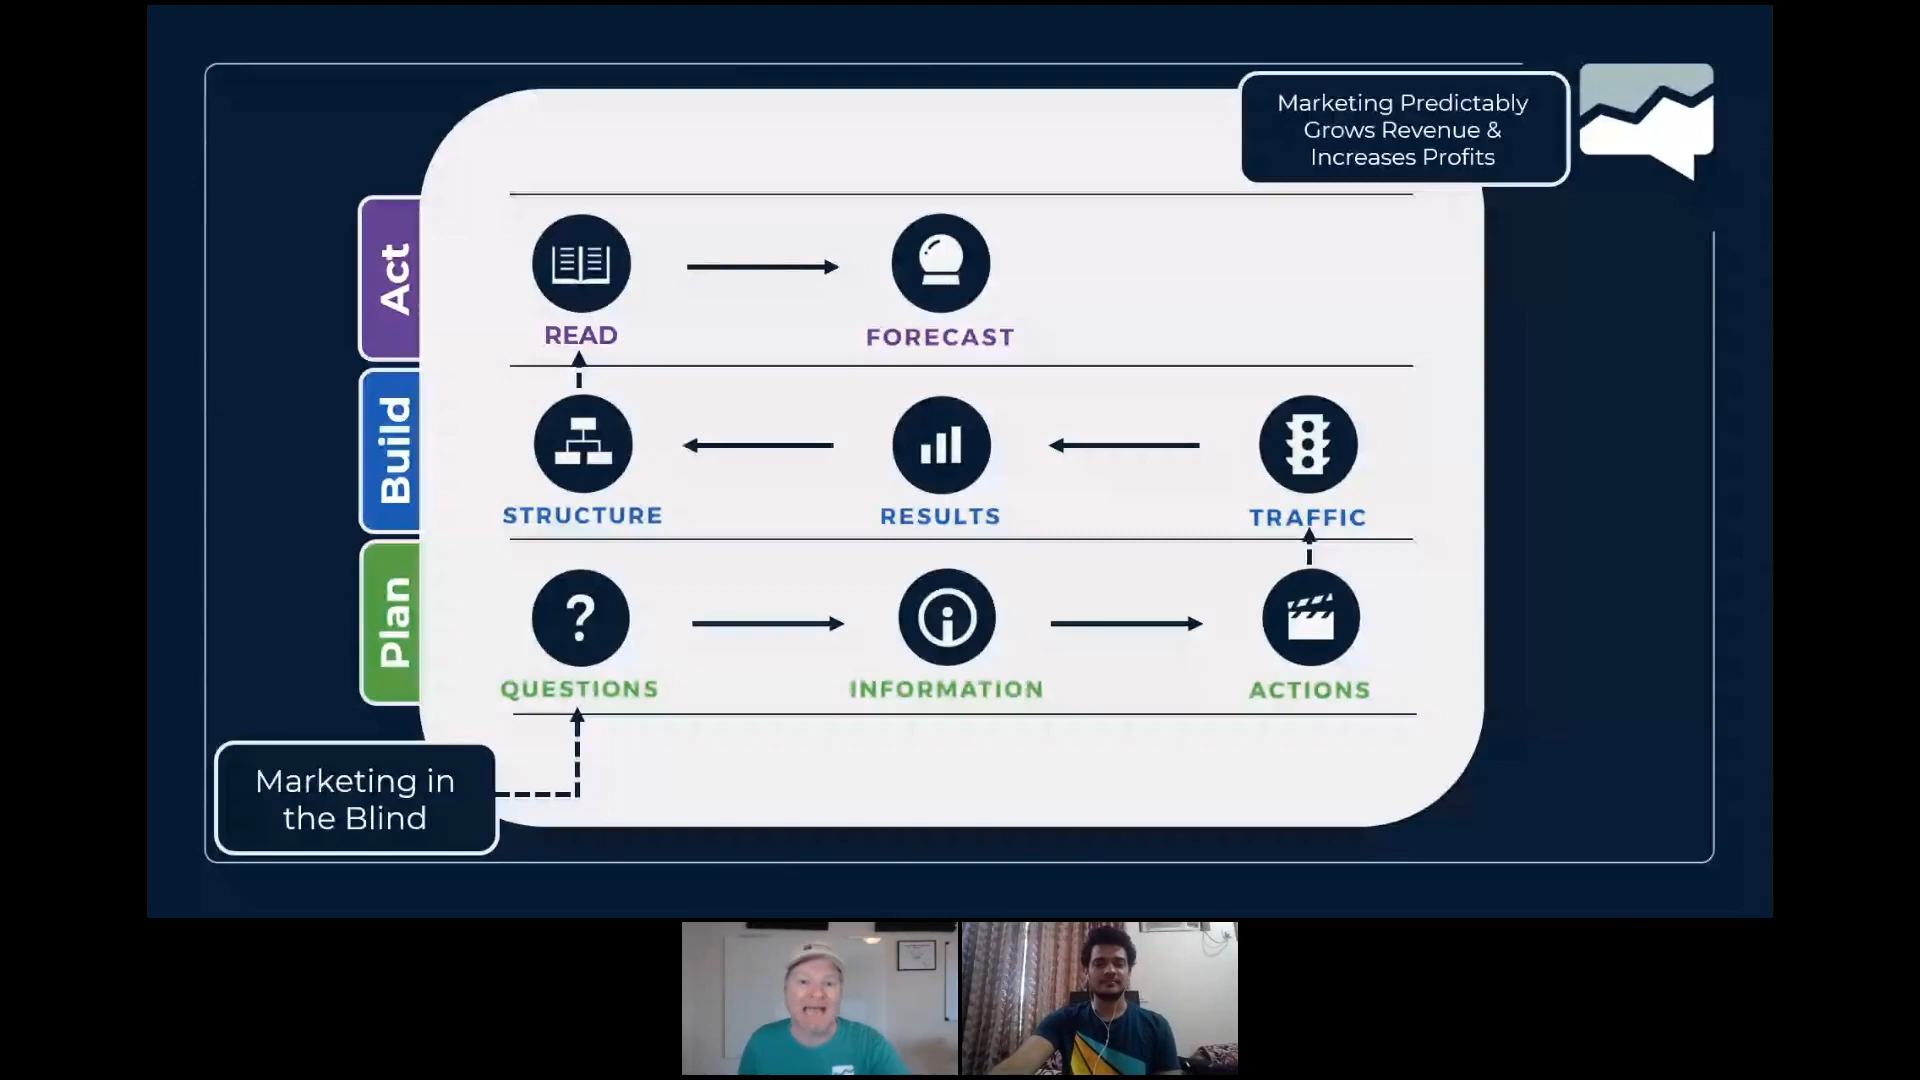 Marketing Predictably
Grows Revenue &
Increases Profits
Act
READ
FORECAST
Build
STRUCTURE
RESULTS
TRAFFIC
Plan
?
QUESTIONS
INFORMATION
ACTIONS
Marketing in
the Blind